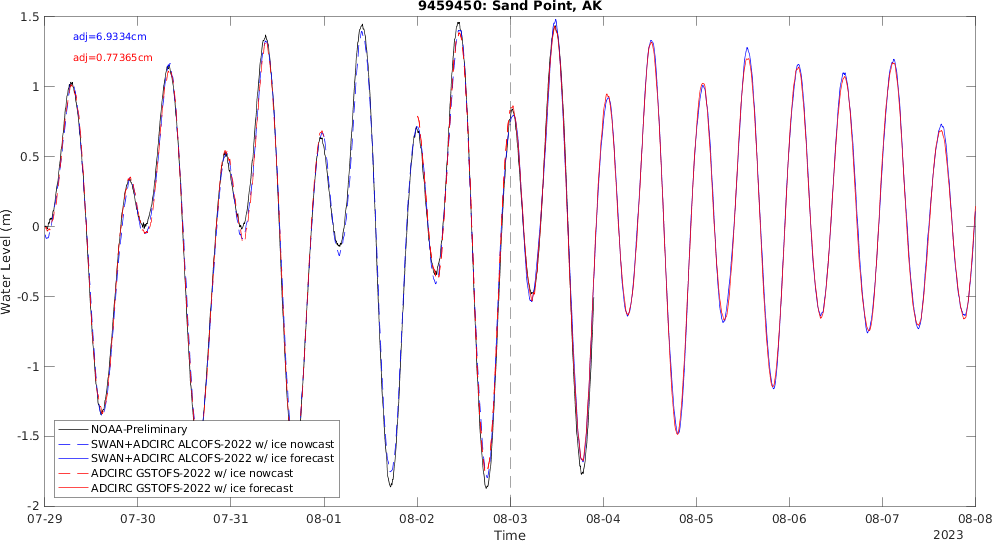 9459450: Sand Point, AK
adj=6.9334cm
adj=0.77365cm
1.5
1
0.5
0
-0.5
-1
-1.5
-2
Water Level (m)
NOAA-Preliminary
SWAN+ADCIRC ALCOFS-2022 w/ ice nowcast
SWAN+ADCIRC ALCOFS-2022 w/ ice forecast
ADCIRC GSTOFS-2022 w/ ice nowcast
ADCIRC GSTOFS-2022 w/ ice forecast
07-29 07-30 07-31 08-01 08-02 08-03 08-04 08-05 08-06 08-07 08-08
Time
2023